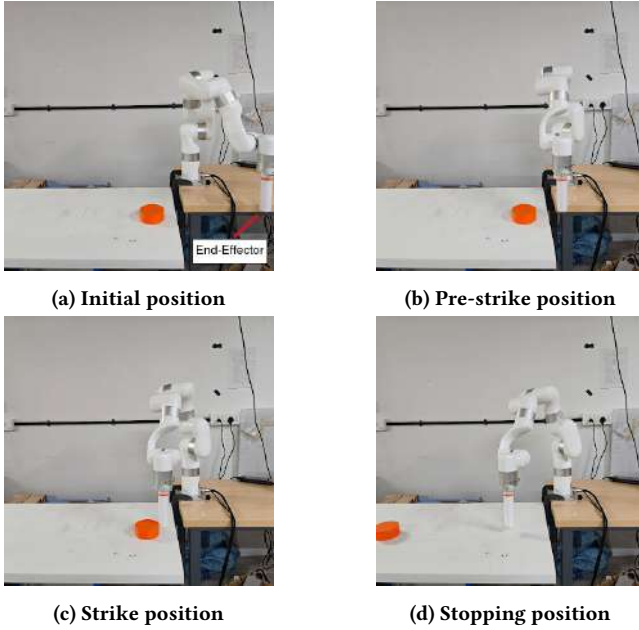 End-Effector
(a) Initial position
(b) Pre-strike position
(c) Strike position
(d) Stopping position